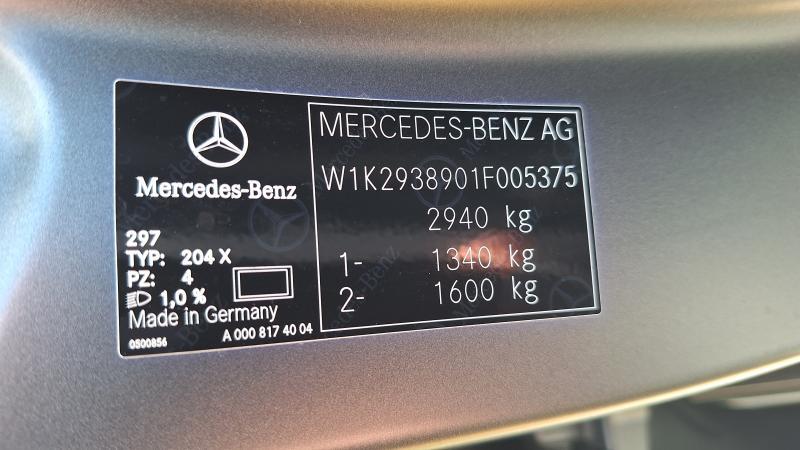 Mercedes-Benz
297
TYP: 204 X
PZ: 4
1,0 %
Made in Germany
0500856
A 000 817 40 04
MERCEDES-BENZ AG
W1K2938901F005375
2940 kg
1- 1340 kg
2- 1600 kg